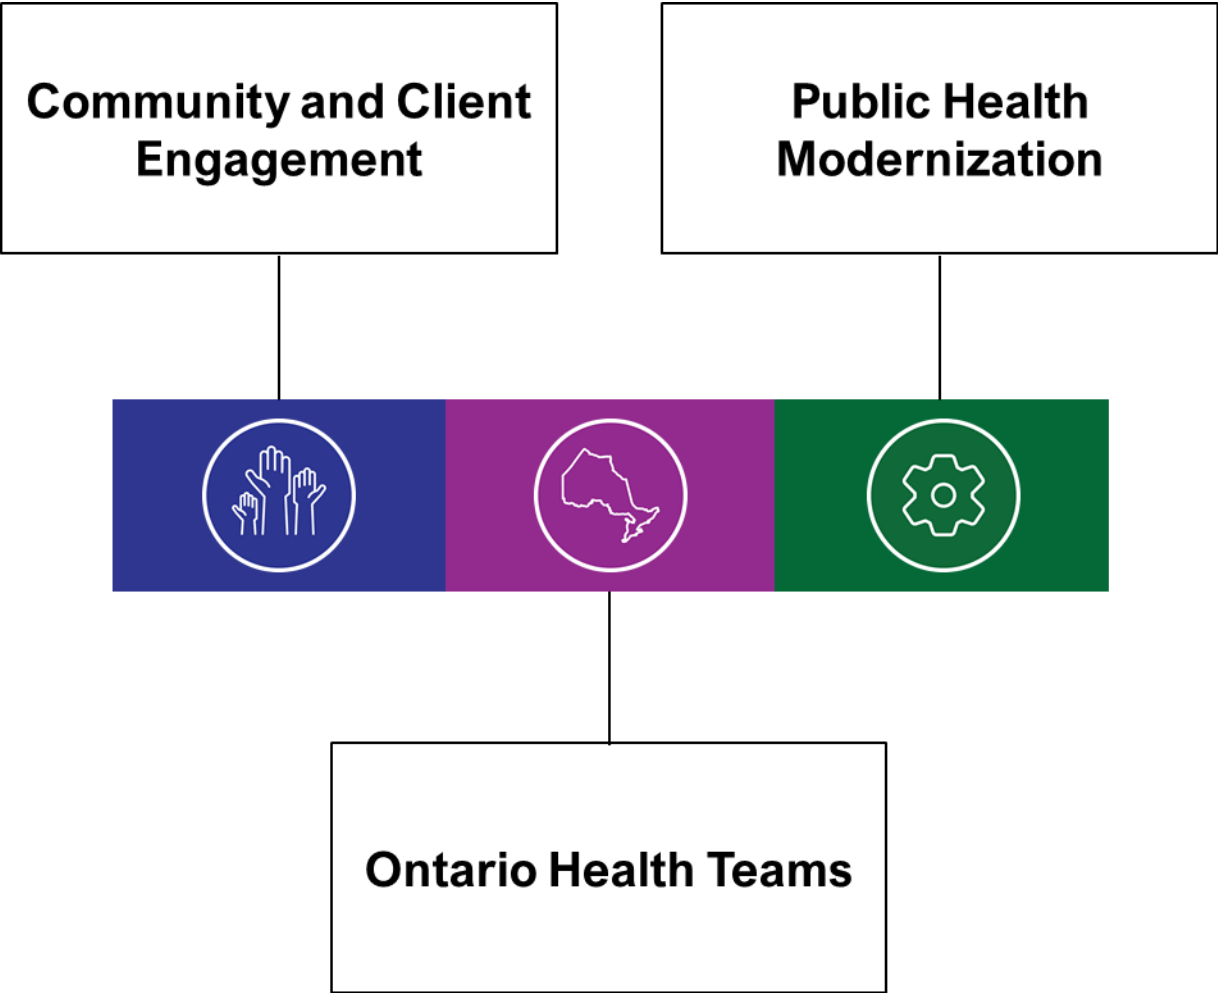 Community and Client
Engagement
Public Health
Modernization
Ontario Health Teams